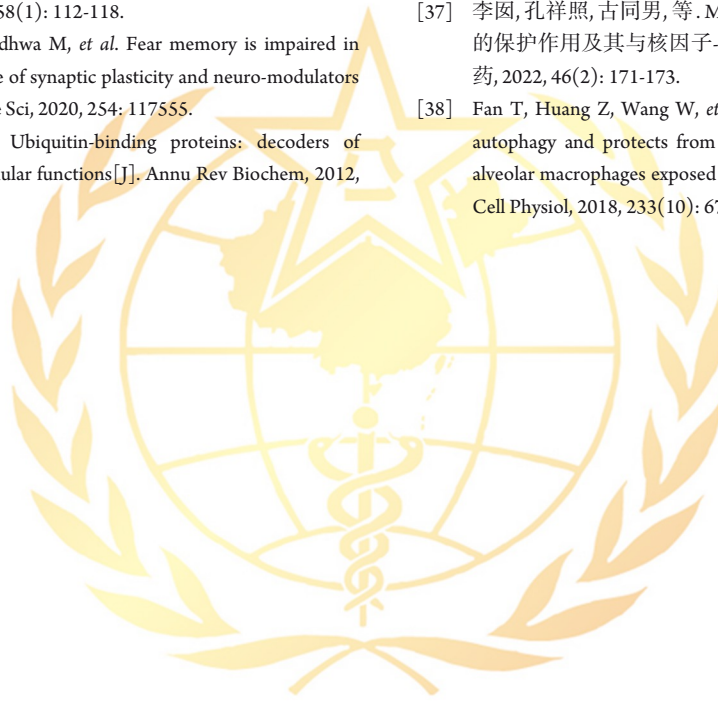 58(1): 112-118.
dhwa M, et al. Fear memory is impaired in
e of synaptic plasticity and neuro-modulators
e Sci, 2020, 254: 117555.
Ubiquitin-binding proteins: decoders of
ular functions[J]. Annu Rev Biochem, 2012,
[37] 李囡, 孔祥照, 古同男, 等. M
的保护作用及其与核因子-
药, 2022, 46(2): 171-173.
[38] Fan T, Huang Z, Wang W, et
autophagy and protects from
alveolar macrophages exposed
Cell Physiol, 2018, 233(10): 67
八一